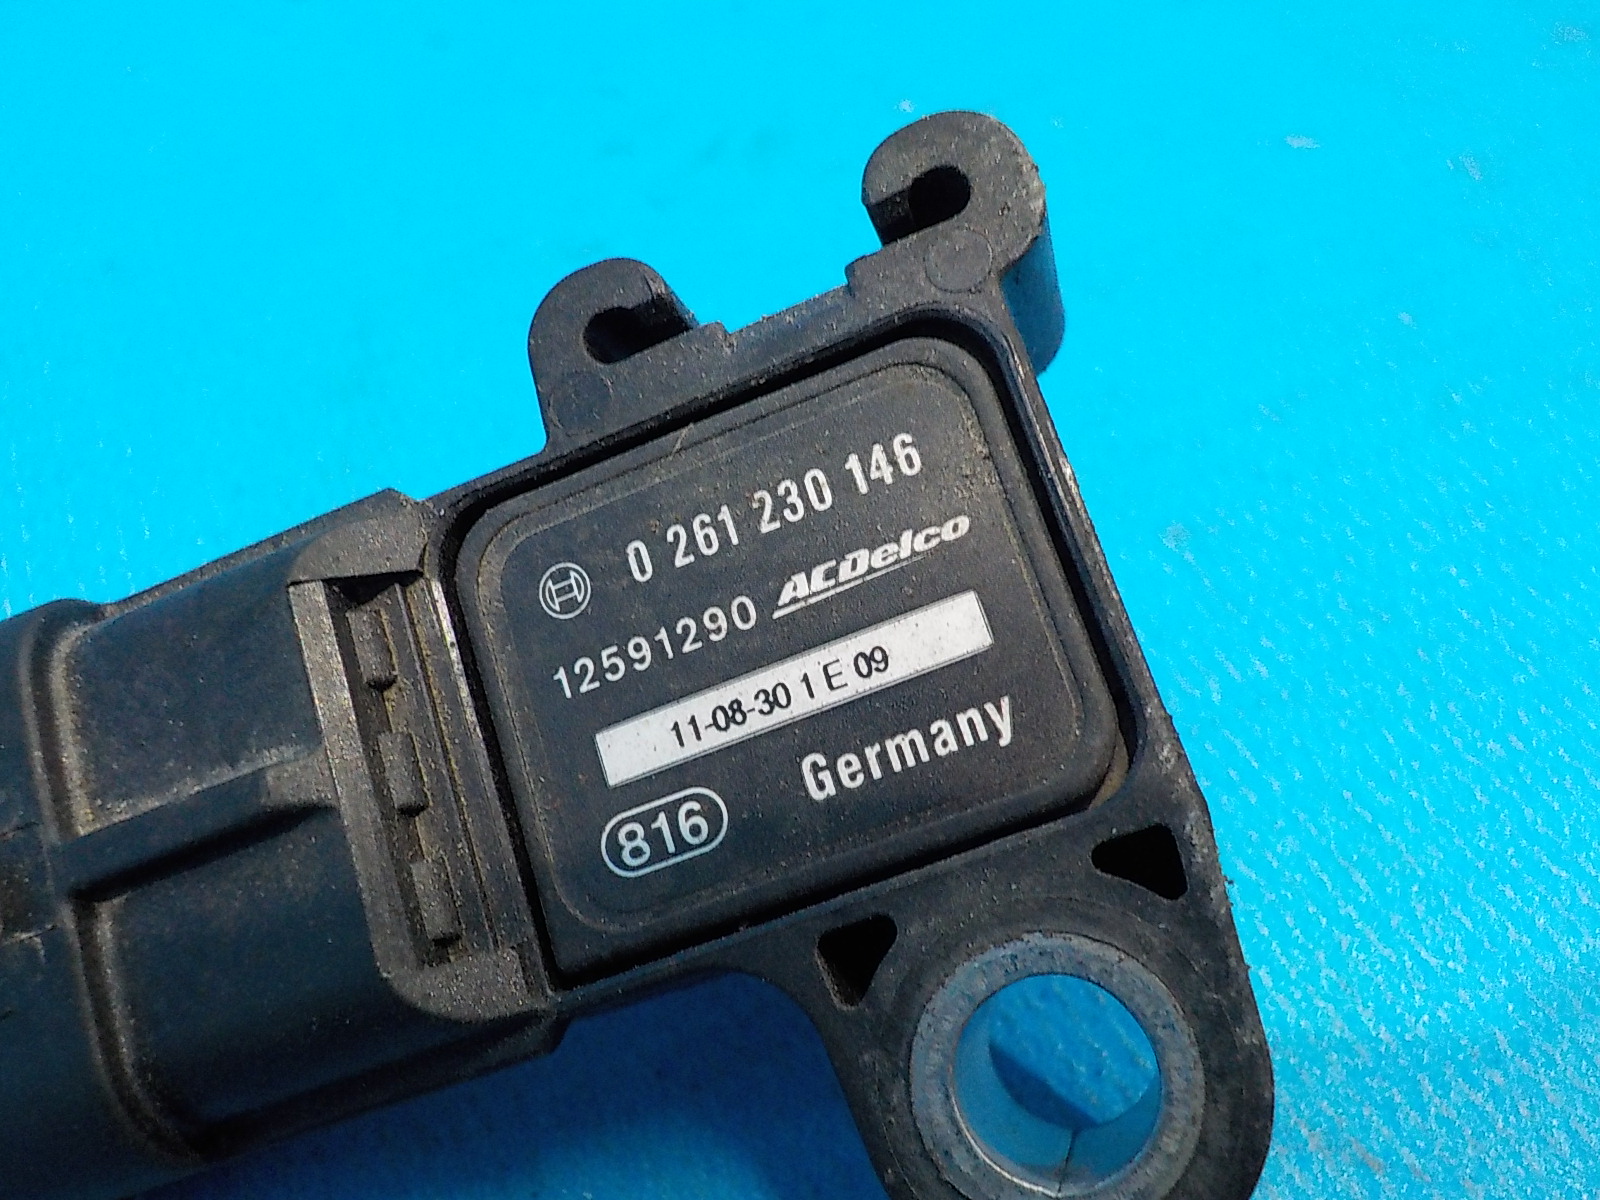 0 261 230 146
12591290 ACDelco
11-08-30 1 E 09
816 Germany